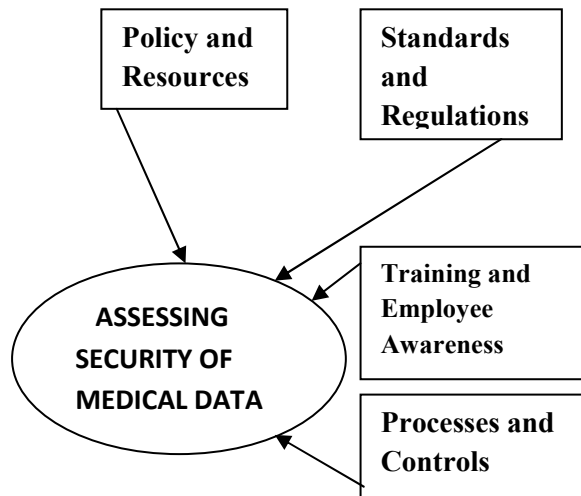 Policy and
Resources
Standards
and
Regulations
ASSESSING
SECURITY OF
MEDICAL DATA
Training and
Employee
Awareness
Processes and
Controls